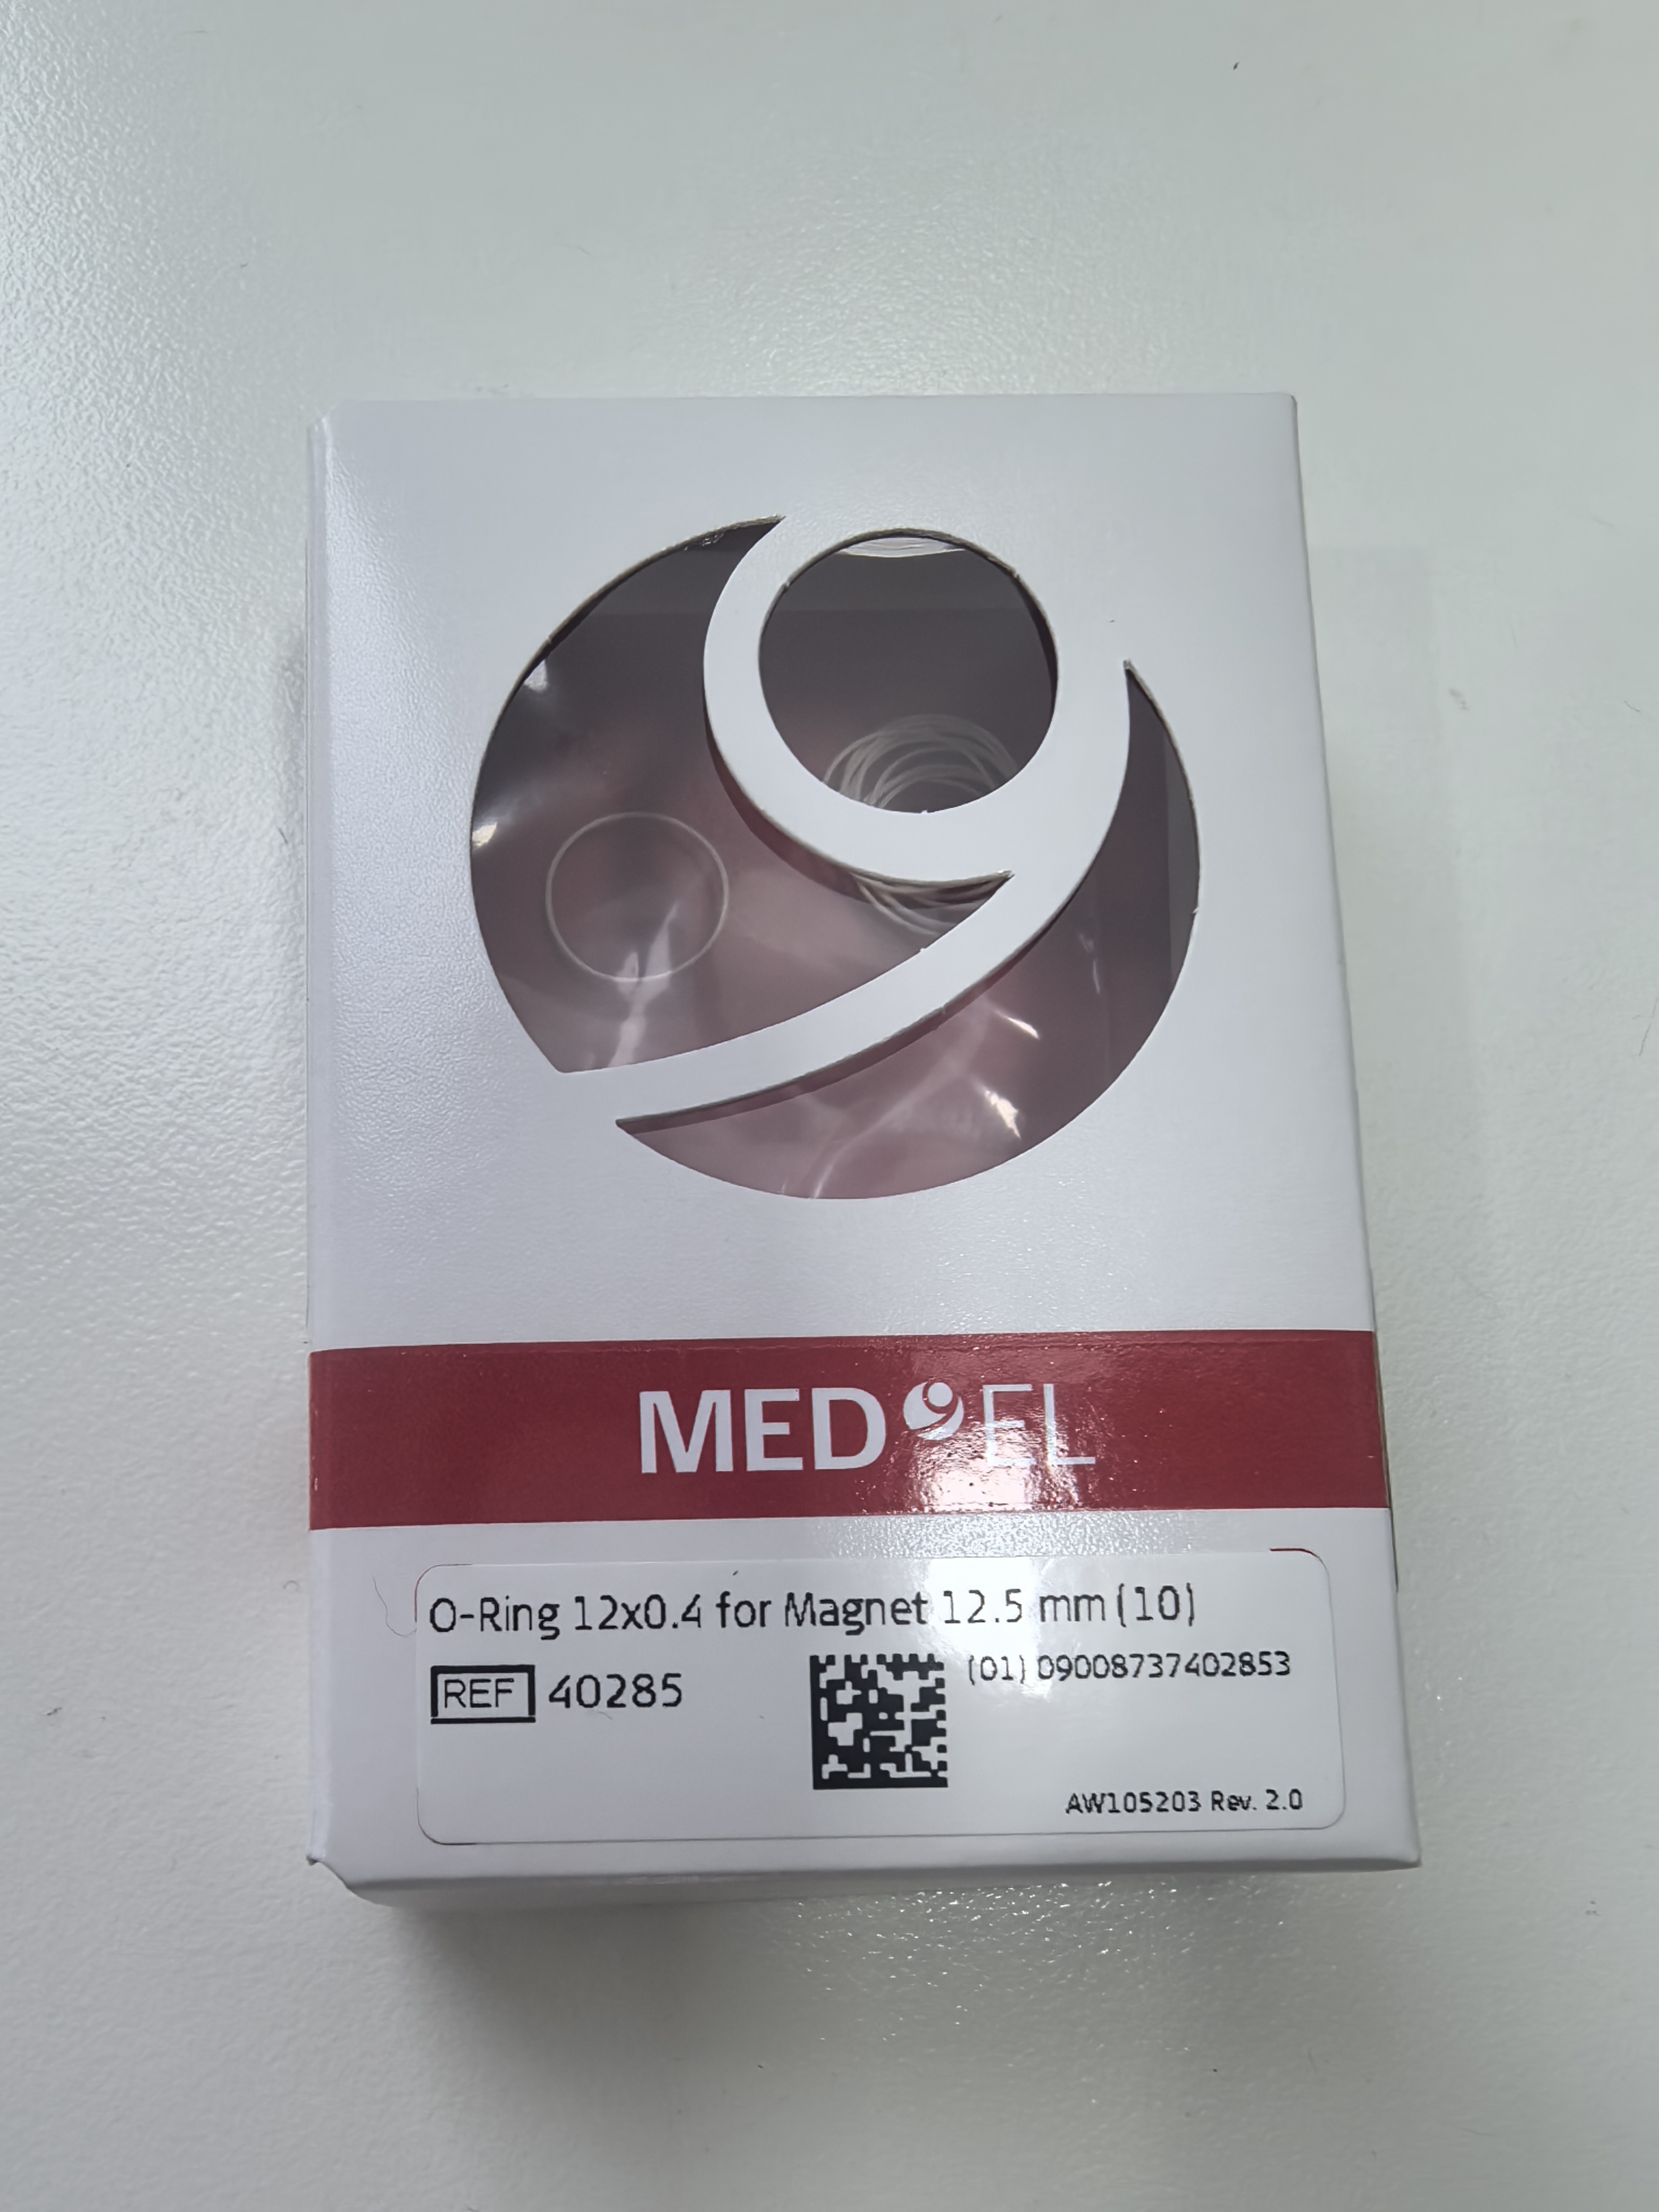 MED EL
O-Ring 12x0.4 for Magnet 12.5 mm (10)
REF 40285
(01) 09008737402853
AW105203 Rev. 2.0